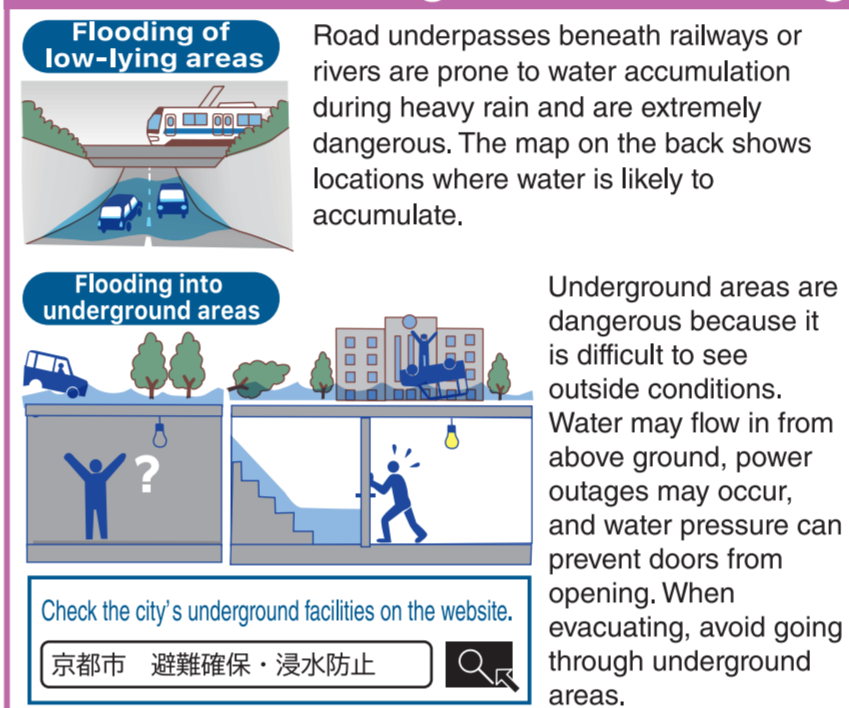 Flooding of
low-lying areas
Road underpasses beneath railways or
rivers are prone to water accumulation
during heavy rain and are extremely
dangerous. The map on the back shows
locations where water is likely to
accumulate.
Flooding into
underground areas
?
Underground areas are
dangerous because it
is difficult to see
outside conditions.
Water may flow in from
above ground, power
outages may occur,
and water pressure can
prevent doors from
opening. When
evacuating, avoid going
through underground
areas.
Check the city's underground facilities on the website.
京都市　避難確保・浸水防止